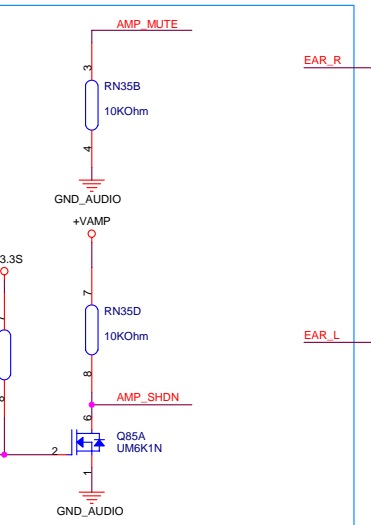 AMP_MUTE
3
EAR_R
RN35B
10KOhm
4
GND_AUDIO
+VAMP
3.3S
7
RN35D
10KOhm
EAR_L
8
AMP_SHDN
6
Q85A
UM6K1N
2
1
GND_AUDIO